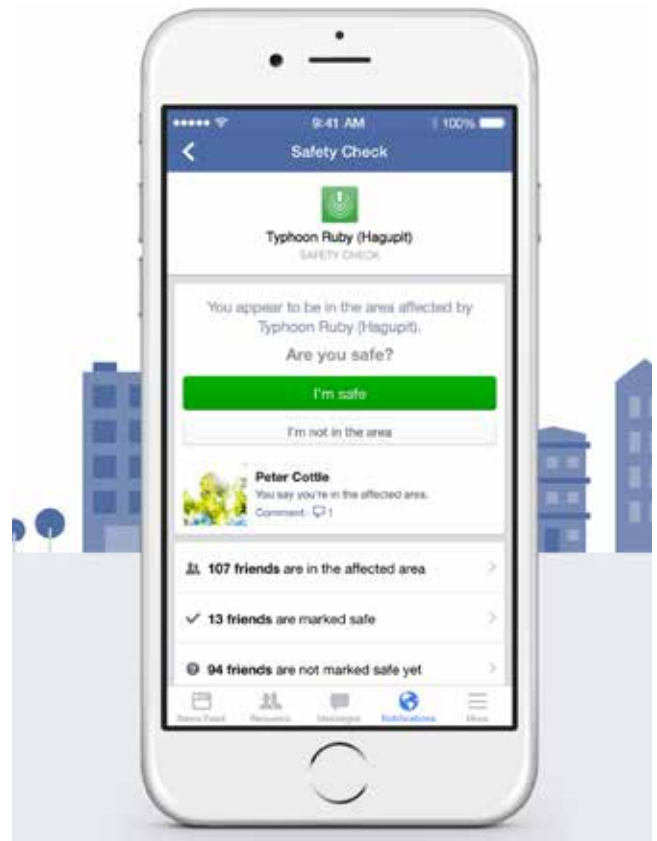 9:41 AM
100%
Safety Check
Typhoon Ruby (Hagupit)
SAFETY CHECK
You appear to be in the area affected by
Typhoon Ruby (Hagupit).
Are you safe?
I'm safe
I'm not in the area
Peter Cottle
You say you're in the affected area.
Comment · 1
107 friends are in the affected area
13 friends are marked safe
94 friends are not marked safe yet
News Feed Requests Messages Notifications More